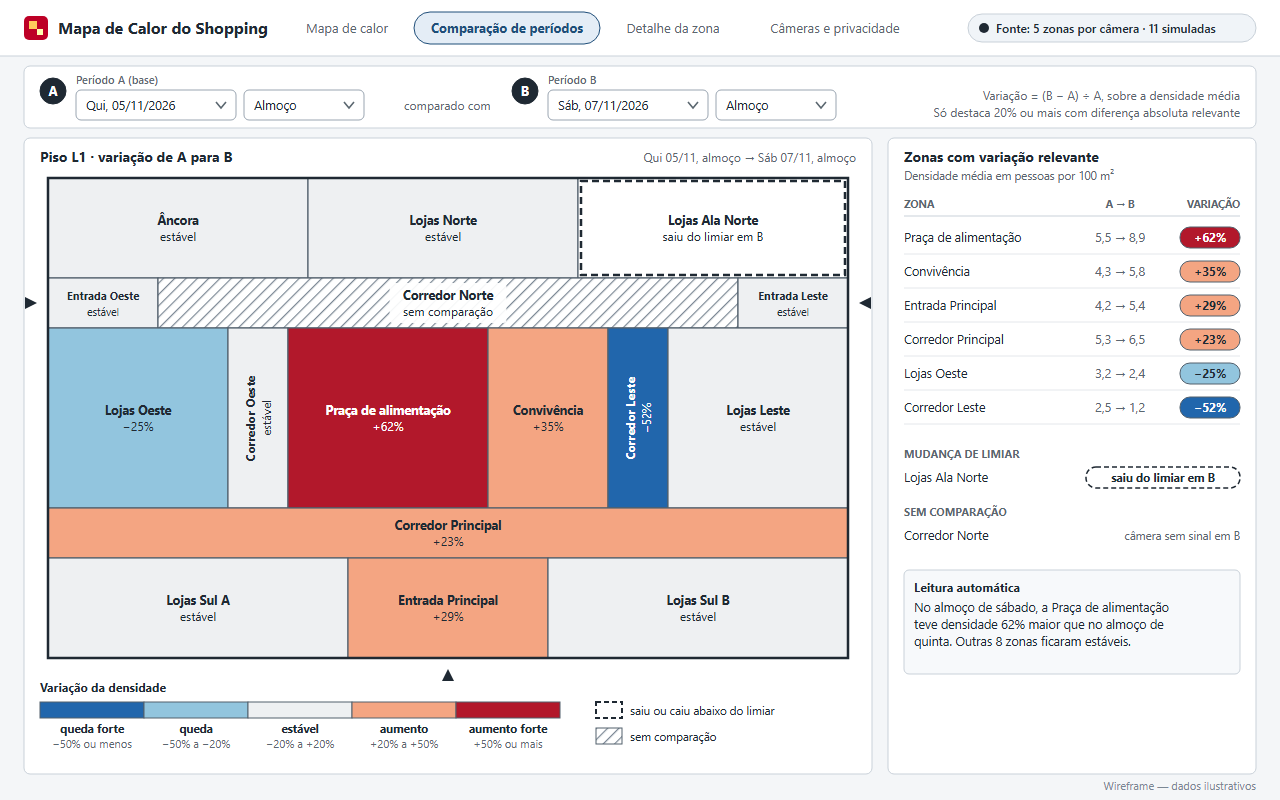 Mapa de Calor do Shopping
Mapa de calor
Comparação de períodos
Detalhe da zona
Câmeras e privacidade
Fonte: 5 zonas por câmera · 11 simuladas
A
Período A (base)
Qui, 05/11/2026
Almoço
comparado com
B
Período B
Sáb, 07/11/2026
Almoço
Variação = (B − A) ÷ A, sobre a densidade média
Só destaca 20% ou mais com diferença absoluta relevante
Piso L1 · variação de A para B
Qui 05/11, almoço → Sáb 07/11, almoço
Âncora
estável
Lojas Norte
estável
Lojas Ala Norte
saiu do limiar em B
Entrada Oeste
estável
Corredor Norte
sem comparação
Entrada Leste
estável
Lojas Oeste
−25%
Corredor Oeste
estável
Praça de alimentação
+62%
Convivência
+35%
Corredor Leste
−52%
Lojas Leste
estável
Corredor Principal
+23%
Lojas Sul A
estável
Entrada Principal
+29%
Lojas Sul B
estável
Variação da densidade
queda forte
−50% ou menos
queda
−50% a −20%
estável
−20% a +20%
aumento
+20% a +50%
aumento forte
+50% ou mais
saiu ou caiu abaixo do limiar
sem comparação
Zonas com variação relevante
Densidade média em pessoas por 100 m²
ZONA A → B VARIAÇÃO
Praça de alimentação 5,5 → 8,9 +62%
Convivência 4,3 → 5,8 +35%
Entrada Principal 4,2 → 5,4 +29%
Corredor Principal 5,3 → 6,5 +23%
Lojas Oeste 3,2 → 2,4 −25%
Corredor Leste 2,5 → 1,2 −52%
MUDANÇA DE LIMIAR
Lojas Ala Norte saiu do limiar em B
SEM COMPARAÇÃO
Corredor Norte câmera sem sinal em B
Leitura automática
No almoço de sábado, a Praça de alimentação
teve densidade 62% maior que no almoço de
quinta. Outras 8 zonas ficaram estáveis.
Wireframe — dados ilustrativos